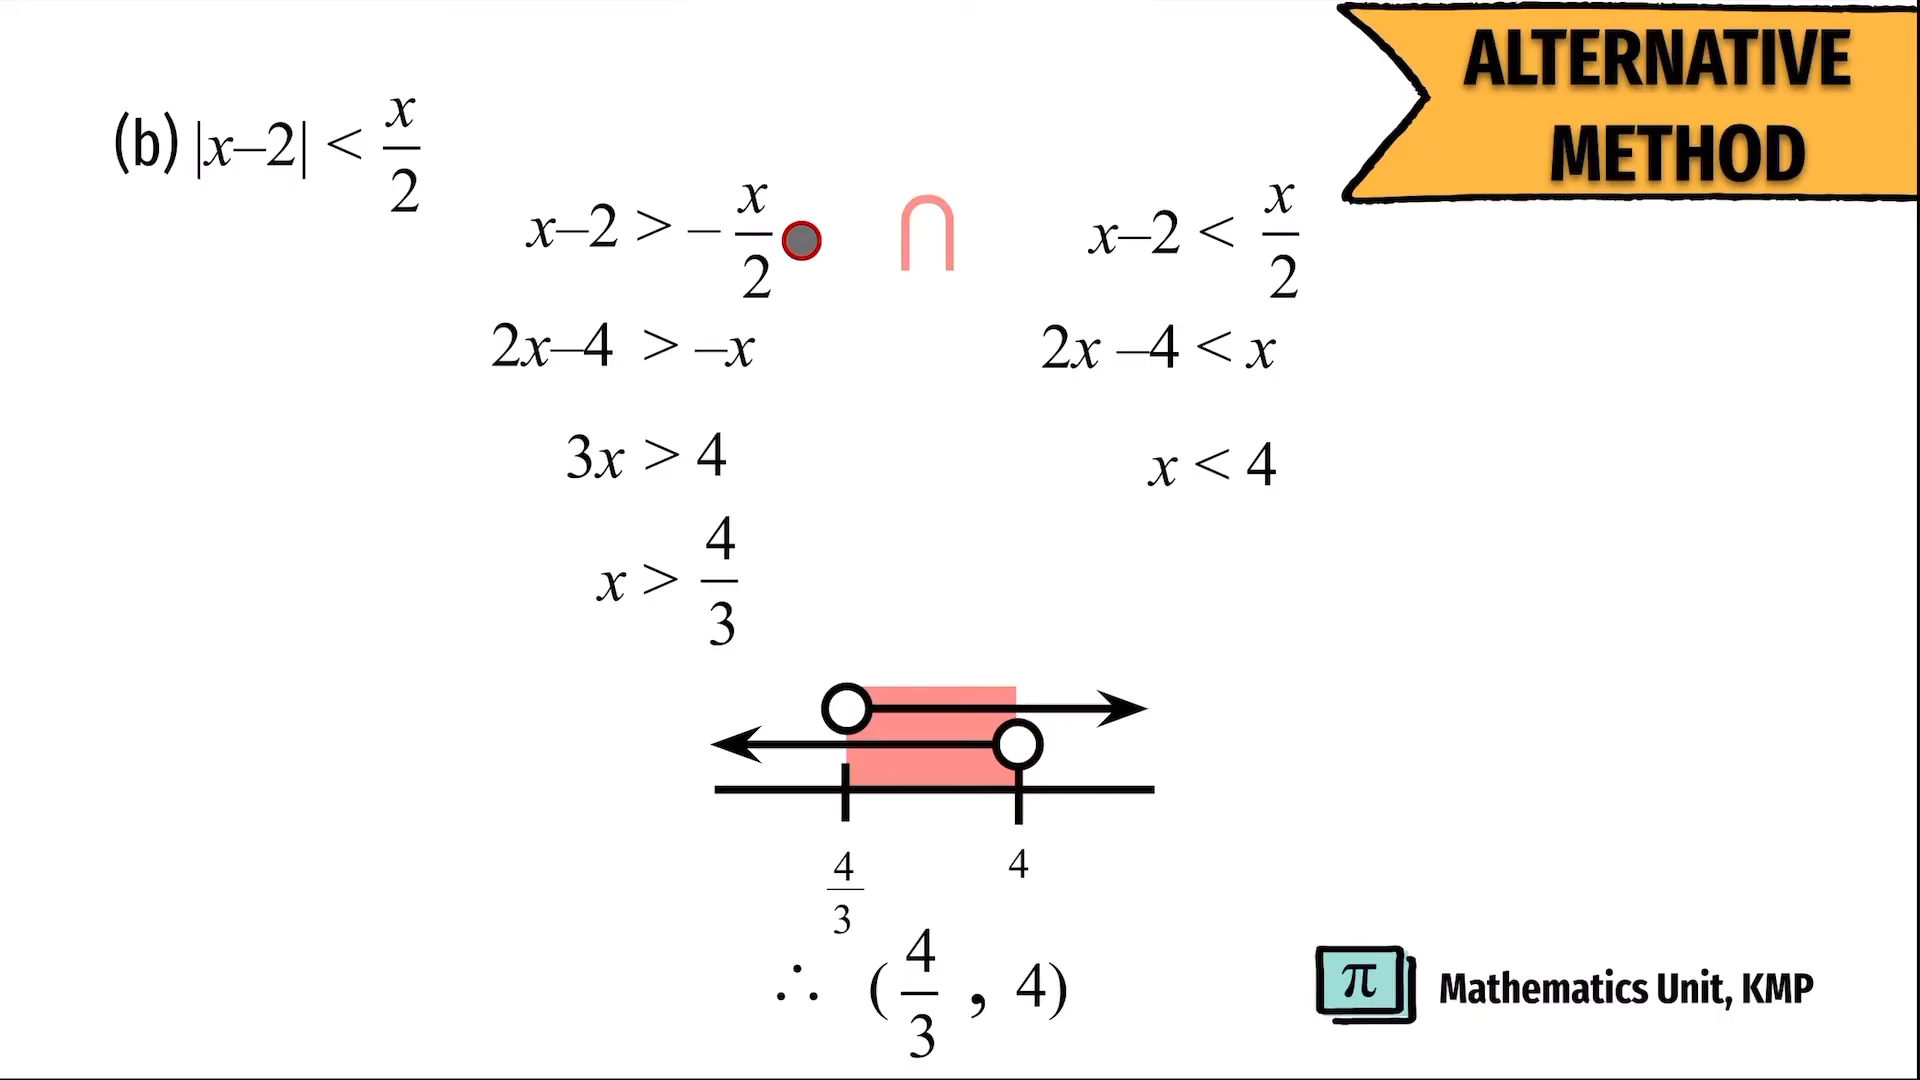 ALTERNATIVE
METHOD
(b) |x–2| < x/2
x–2 > – x/2 ∩ x–2 < x/2
2x–4 > –x
2x –4 < x
3x > 4
x < 4
x > 4/3
4/3 4
∴ (4/3 , 4)
π Mathematics Unit, KMP